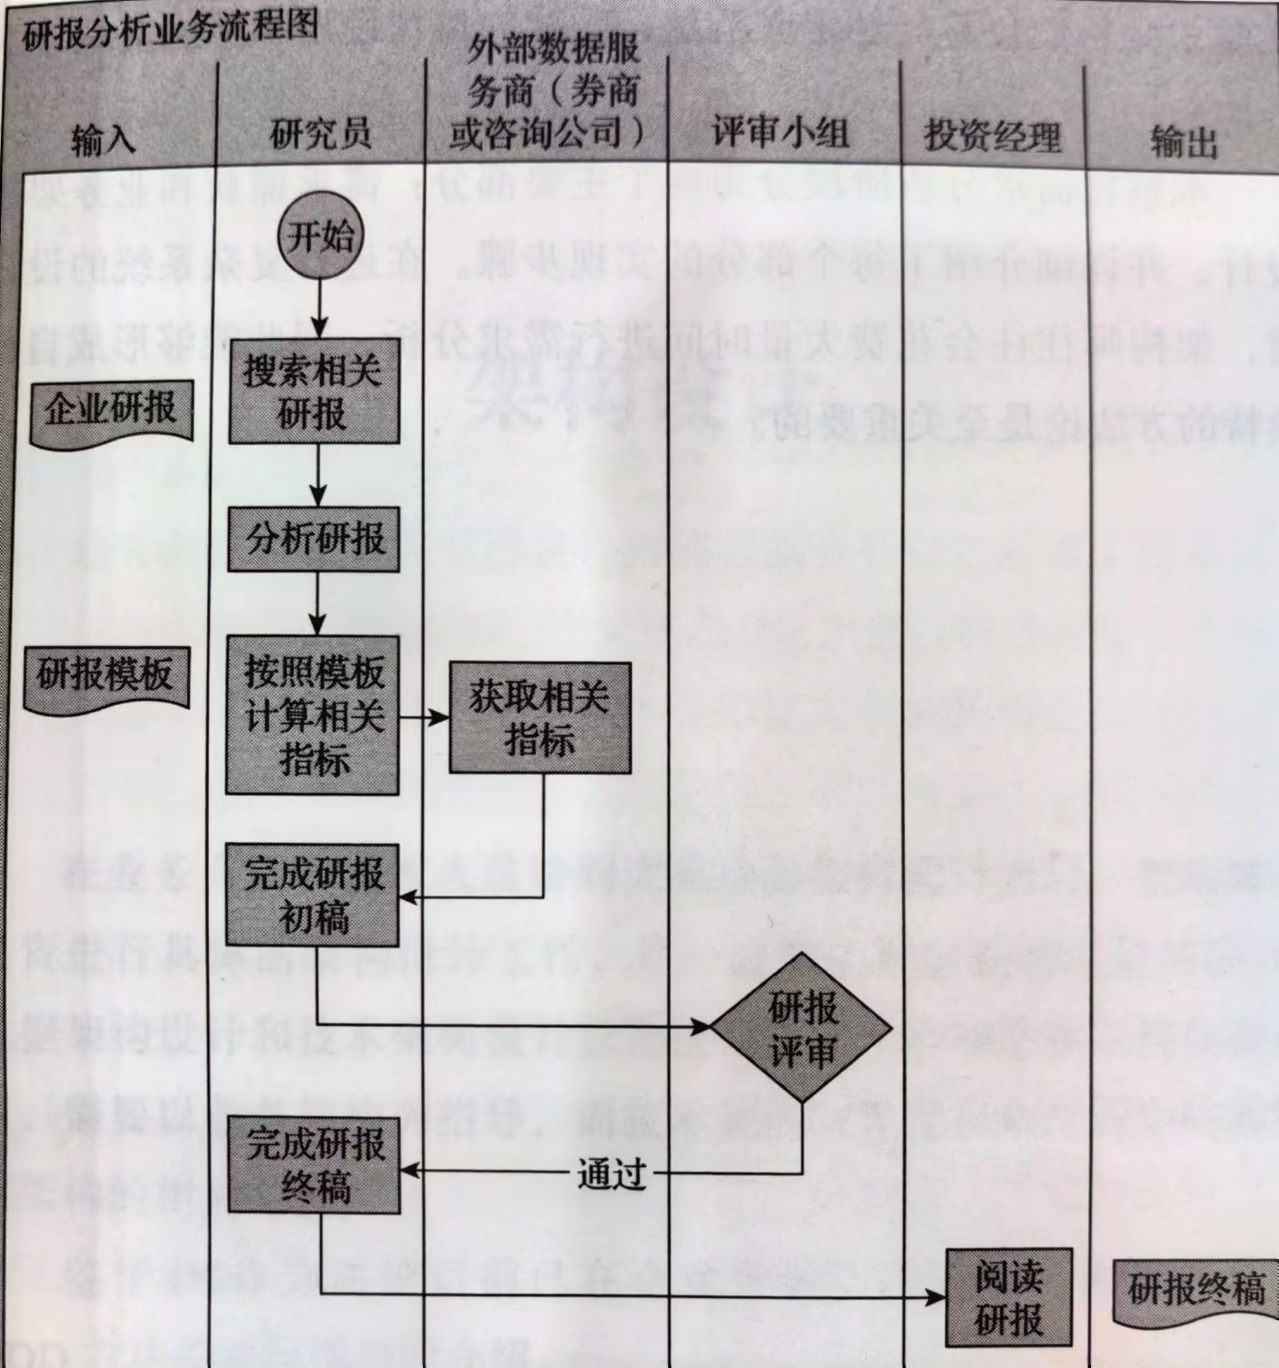 研报分析业务流程图
输入
研究员
外部数据服
务商（券商
或咨询公司）
评审小组
投资经理
输出
开始
搜索相关
研报
企业研报
分析研报
研报模板
按照模板
计算相关
指标
获取相关
指标
完成研报
初稿
研报
评审
完成研报
终稿
通过
阅读
研报
研报终稿